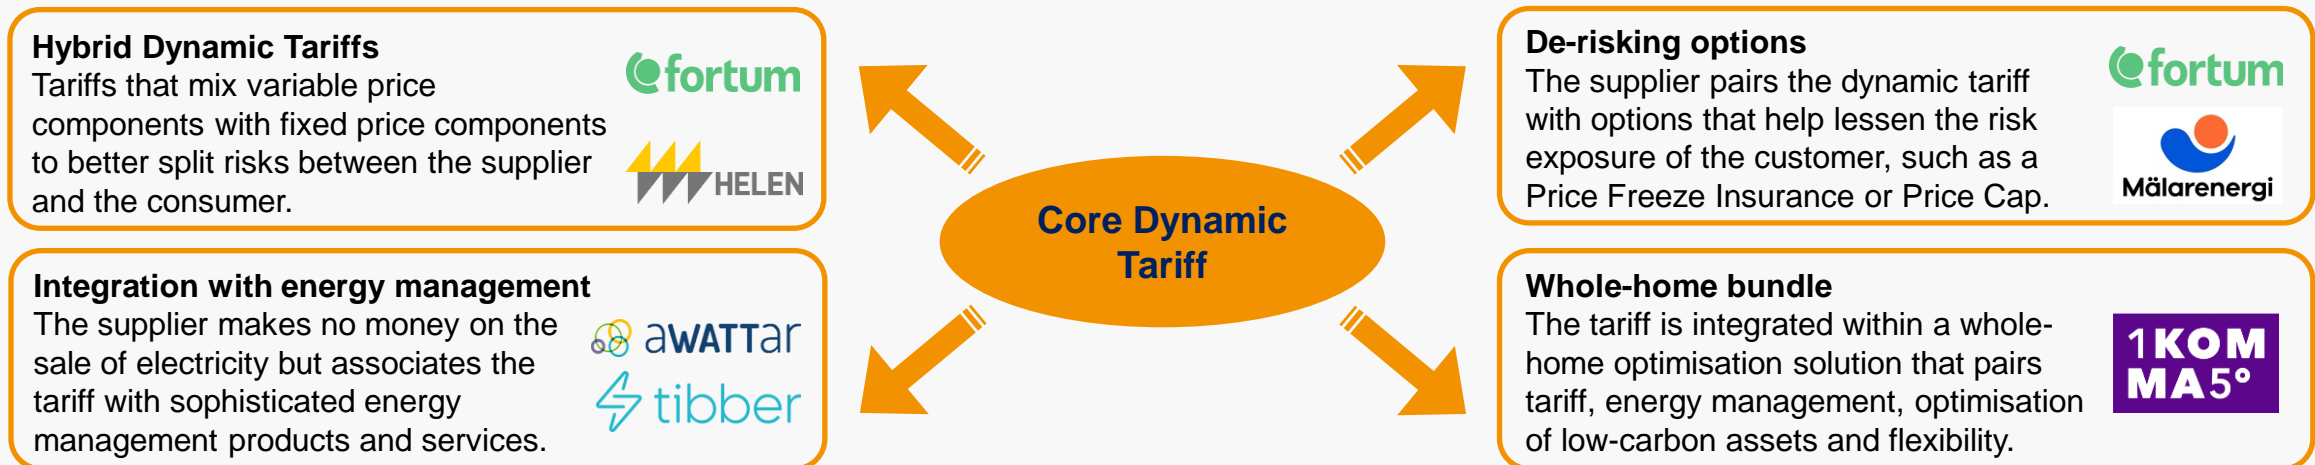 Hybrid Dynamic Tariffs
Tariffs that mix variable price
components with fixed price components
to better split risks between the supplier
and the consumer.
fortum
HELEN
Integration with energy management
The supplier makes no money on the
sale of electricity but associates the
tariff with sophisticated energy
management products and services.
aWATTar
tibber
Core Dynamic
Tariff
De-risking options
The supplier pairs the dynamic tariff
with options that help lessen the risk
exposure of the customer, such as a
Price Freeze Insurance or Price Cap.
fortum
Mälarenergi
Whole-home bundle
The tariff is integrated within a whole-
home optimisation solution that pairs
tariff, energy management, optimisation
of low-carbon assets and flexibility.
1KOM
MA5°